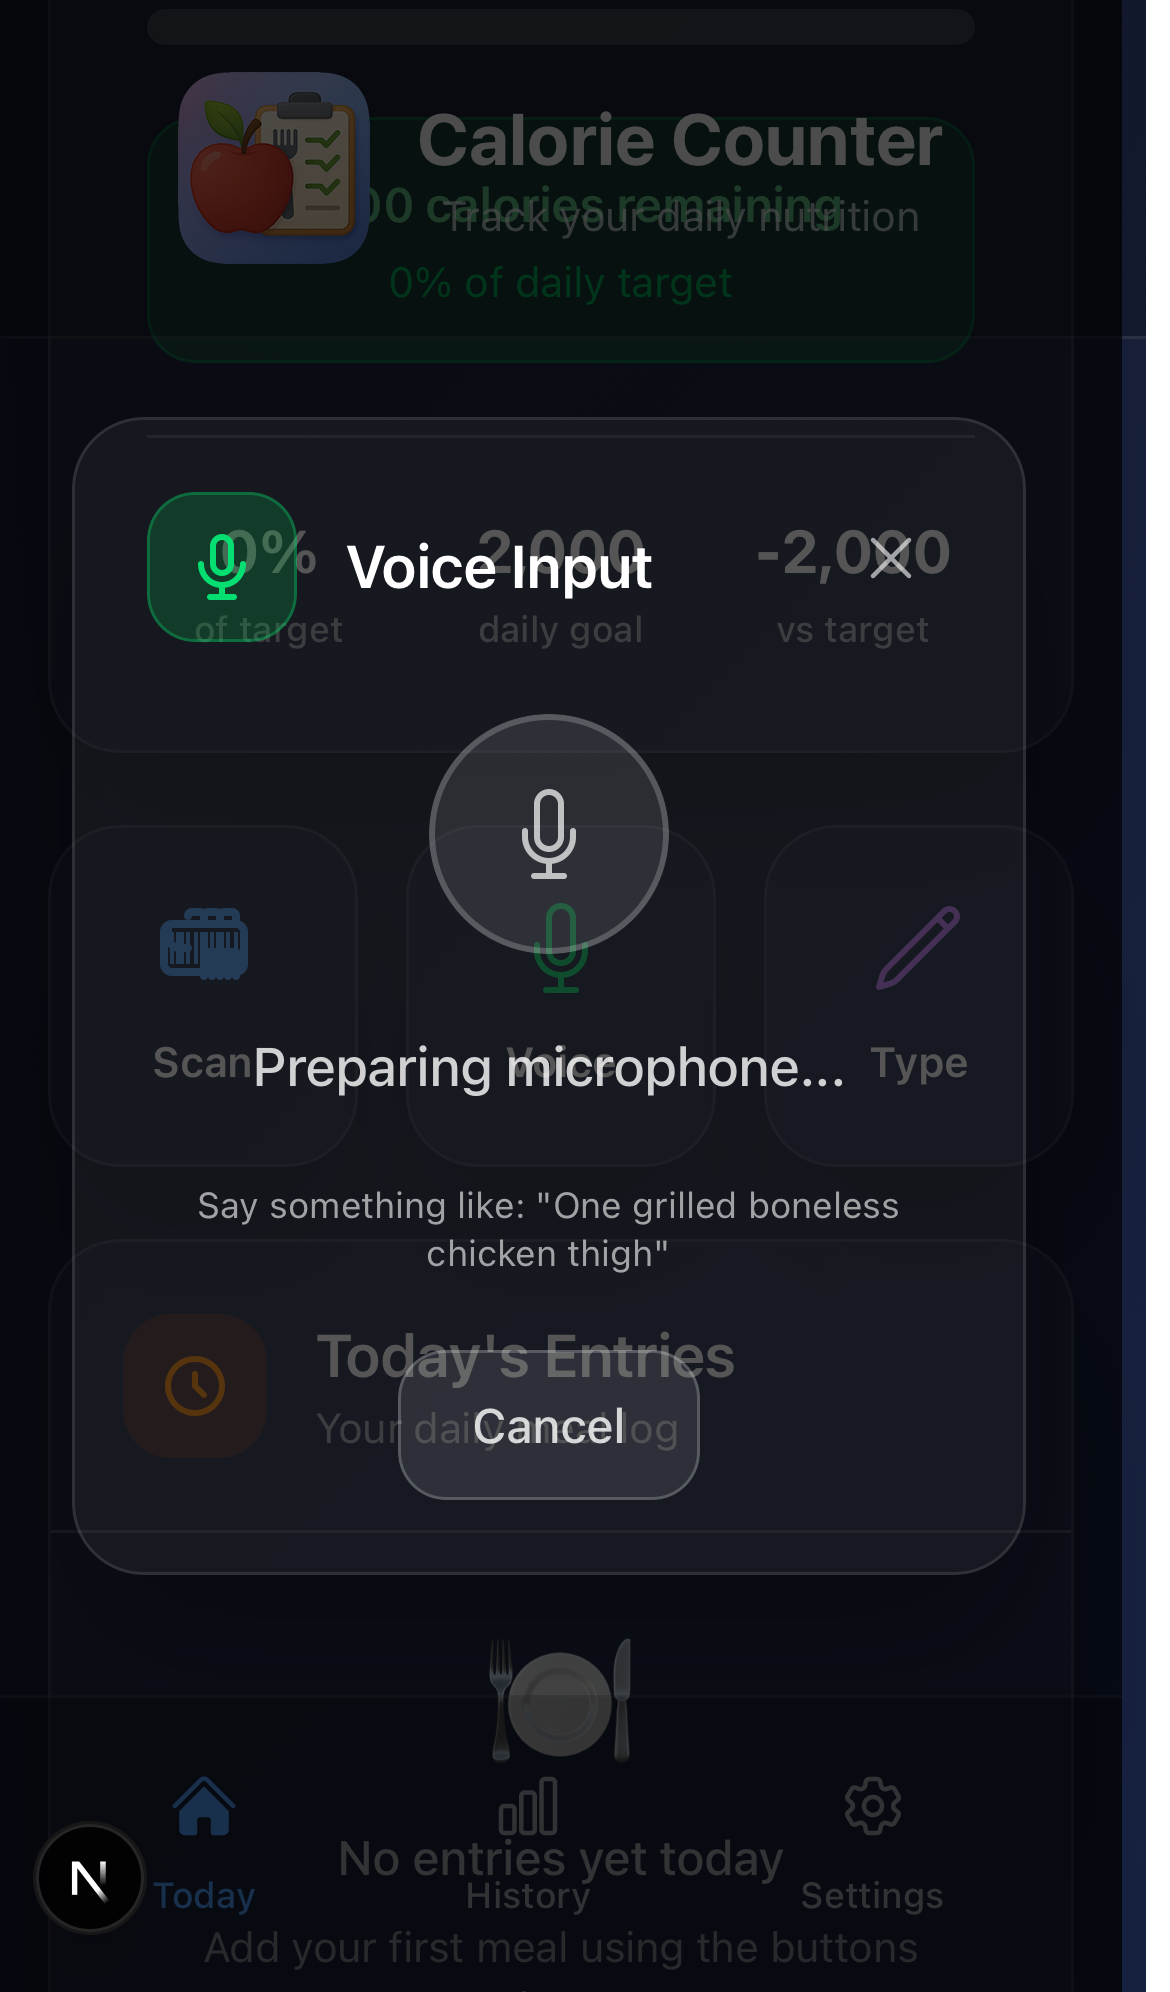 Calorie Counter
00 calories remaining
Track your daily nutrition
0% of daily target
0% 2,000 -2,000
Voice Input
of target daily goal vs target
Scan Voice Type
Preparing microphone...
Say something like: "One grilled boneless
chicken thigh"
Today's Entries
Your daily meal log
Cancel
No entries yet today
N
Today History Settings
Add your first meal using the buttons